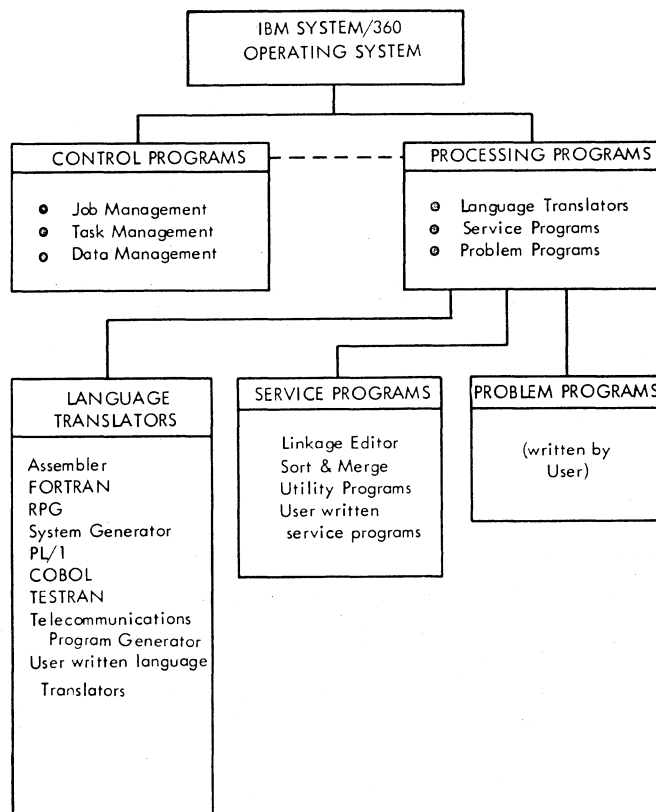 IBM SYSTEM/360
OPERATING SYSTEM
CONTROL PROGRAMS
Job Management
Task Management
Data Management
PROCESSING PROGRAMS
Language Translators
Service Programs
Problem Programs
LANGUAGE
TRANSLATORS
Assembler
FORTRAN
RPG
System Generator
PL/1
COBOL
TESTRAN
Telecommunications
Program Generator
User written language
Translators
SERVICE PROGRAMS
Linkage Editor
Sort & Merge
Utility Programs
User written
service programs
PROBLEM PROGRAMS
(written by
User)